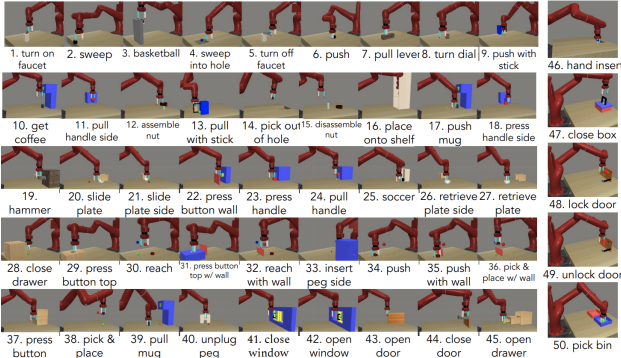 1. turn on faucet
2. sweep
3. basketball
4. sweep into hole
5. turn off faucet
6. push
7. pull lever
8. turn dial
9. push with stick
10. get coffee
11. pull handle side
12. assemble nut
13. pull with stick
14. pick out of hole
15. disassemble nut
16. place onto shelf
17. push mug
18. press handle side
19. hammer
20. slide plate
21. slide plate side
22. press button wall
23. press handle
24. pull handle
25. soccer
26. retrieve plate side
27. retrieve plate
28. close drawer
29. press button top
30. reach
31. press button top w/ wall
32. reach with wall
33. insert peg side
34. push
35. push with wall
36. pick & place w/ wall
37. press button
38. pick & place
39. pull mug
40. unplug peg
41. close window
42. open window
43. open door
44. close door
45. open drawer
46. hand insert
47. close box
48. lock door
49. unlock door
50. pick bin